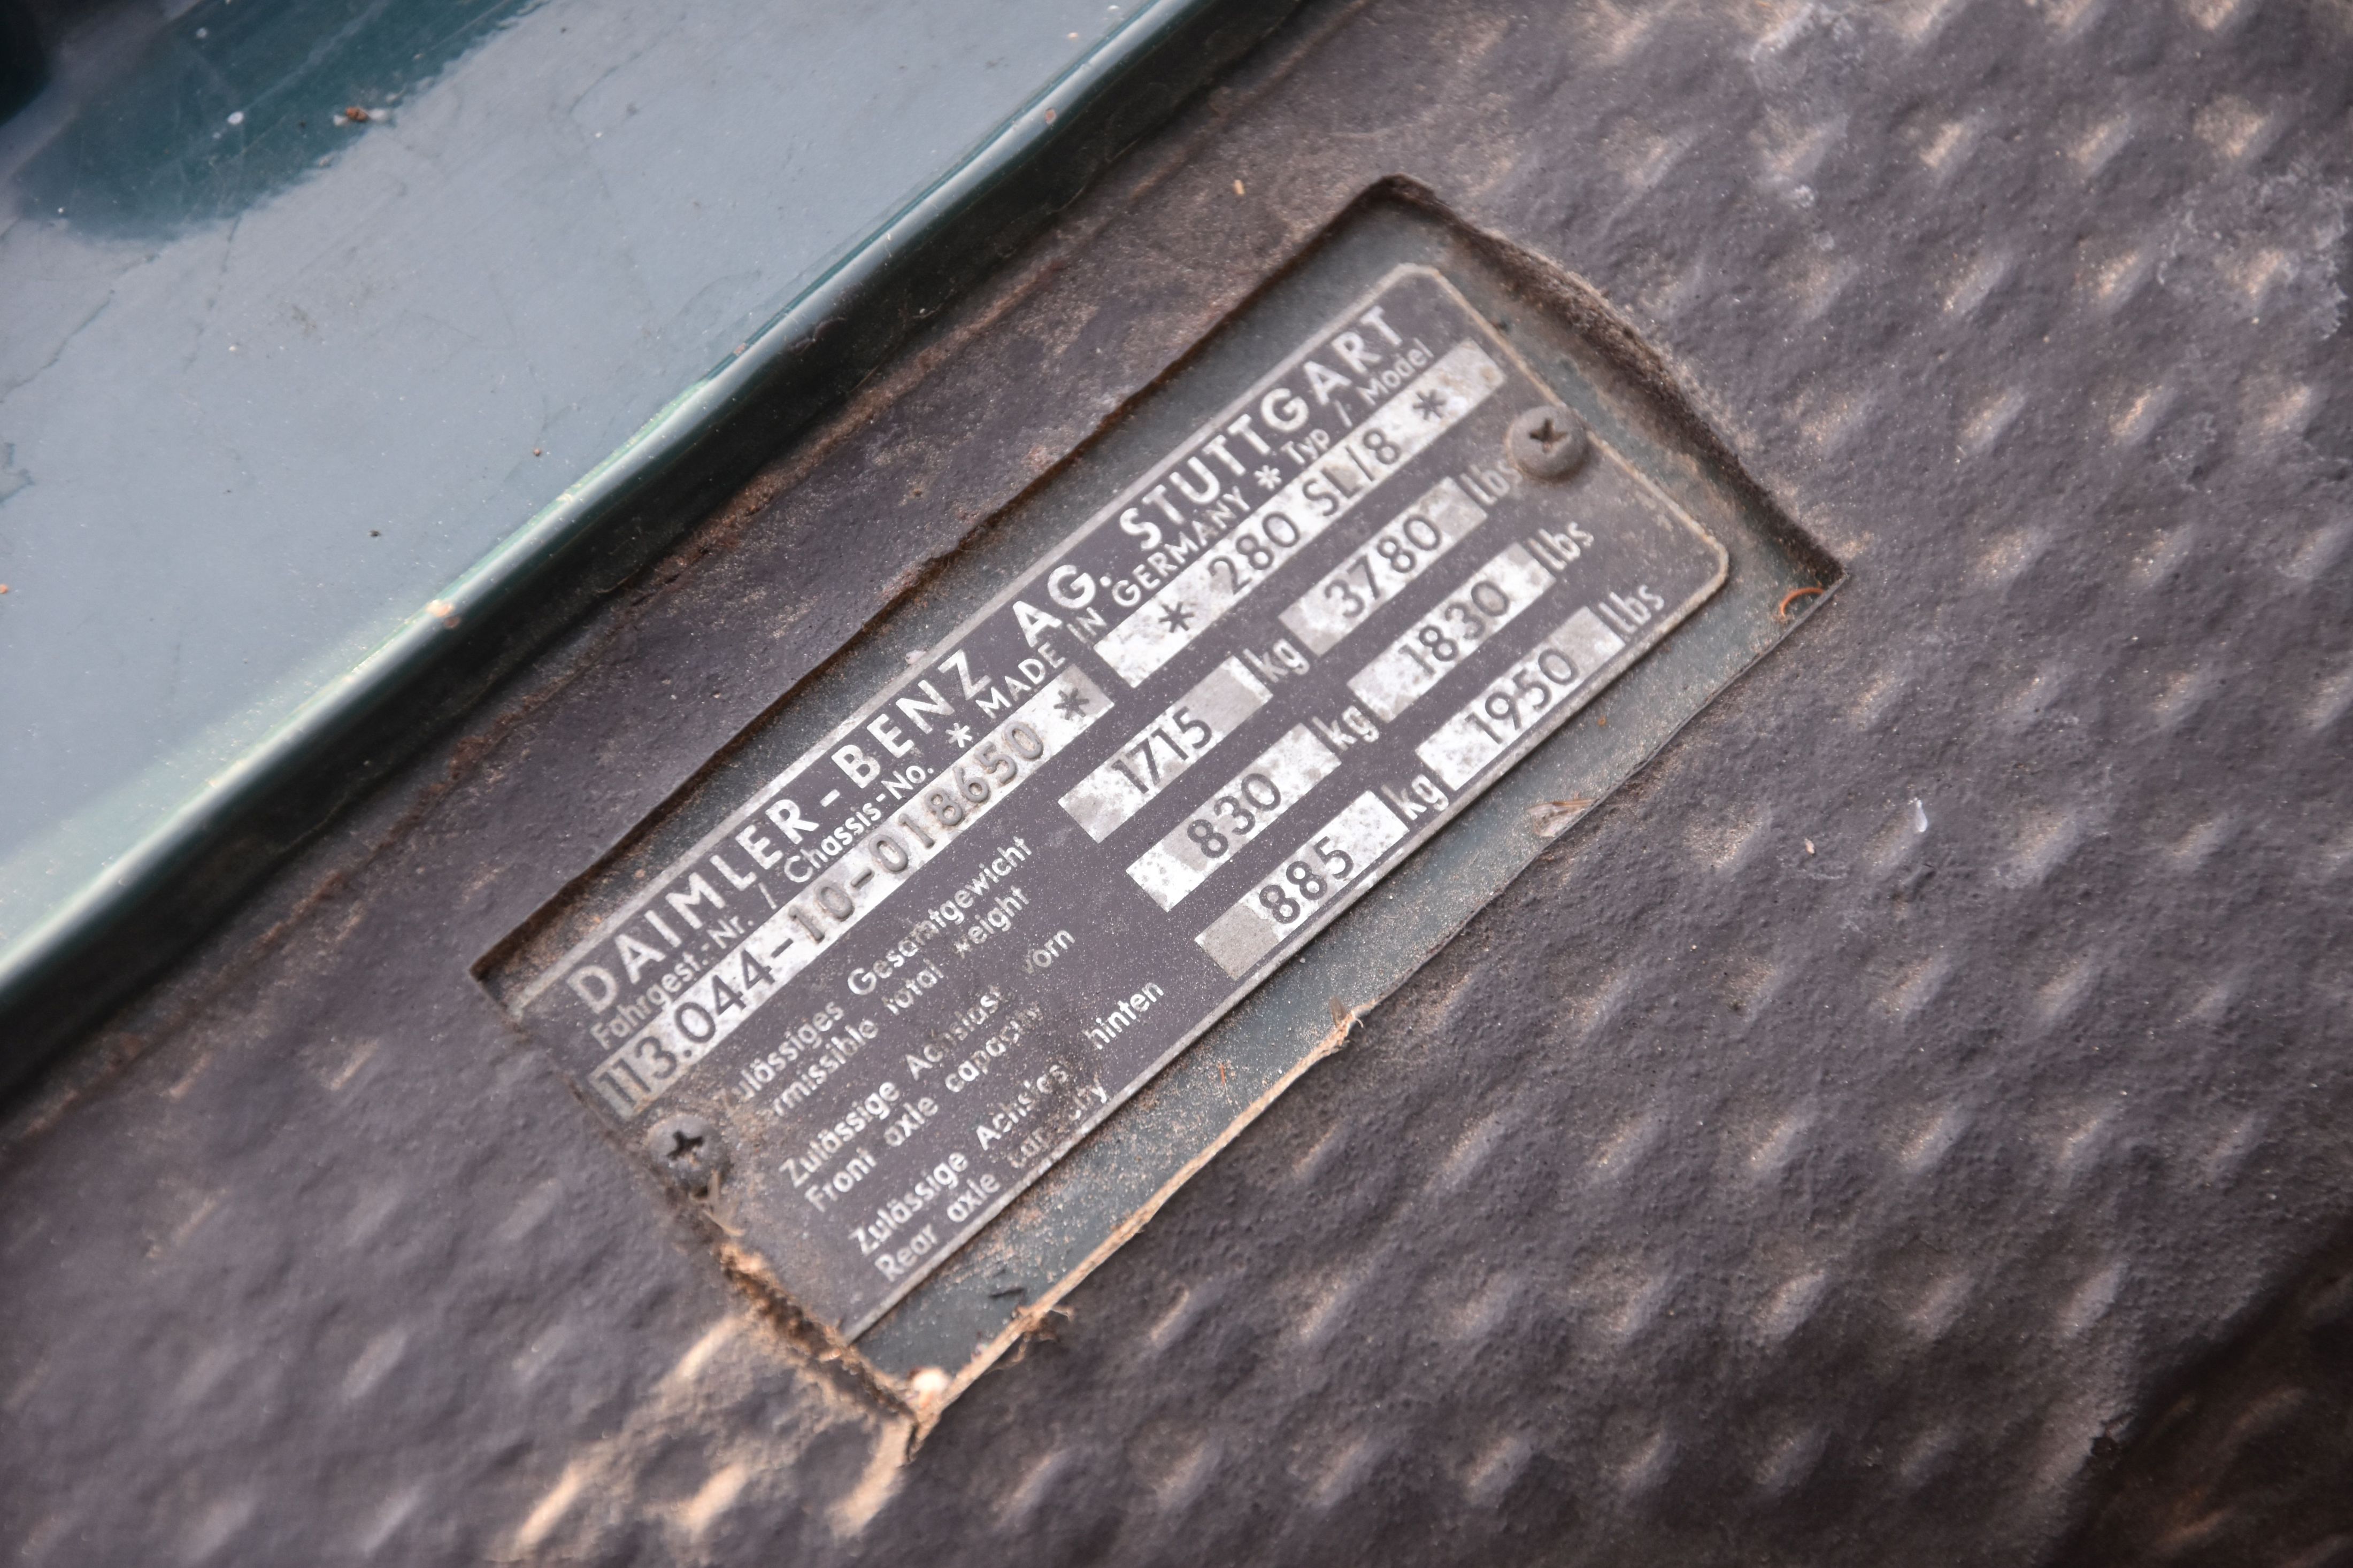 DAIMLER-BENZ AG. STUTTGART
Fahrgest.-Nr. / Chassis-No. * MADE IN GERMANY * Typ / Model
113.044-10-018650 * * 280 SL/8 *
Zulässiges Gesamtgewicht 1715 kg 3780 lbs
Permissible total weight
Zulässige Achslast vorn 830 kg 1830 lbs
Front axle capacity
Zulässige Achslast hinten 885 kg 1950 lbs
Rear axle capacity